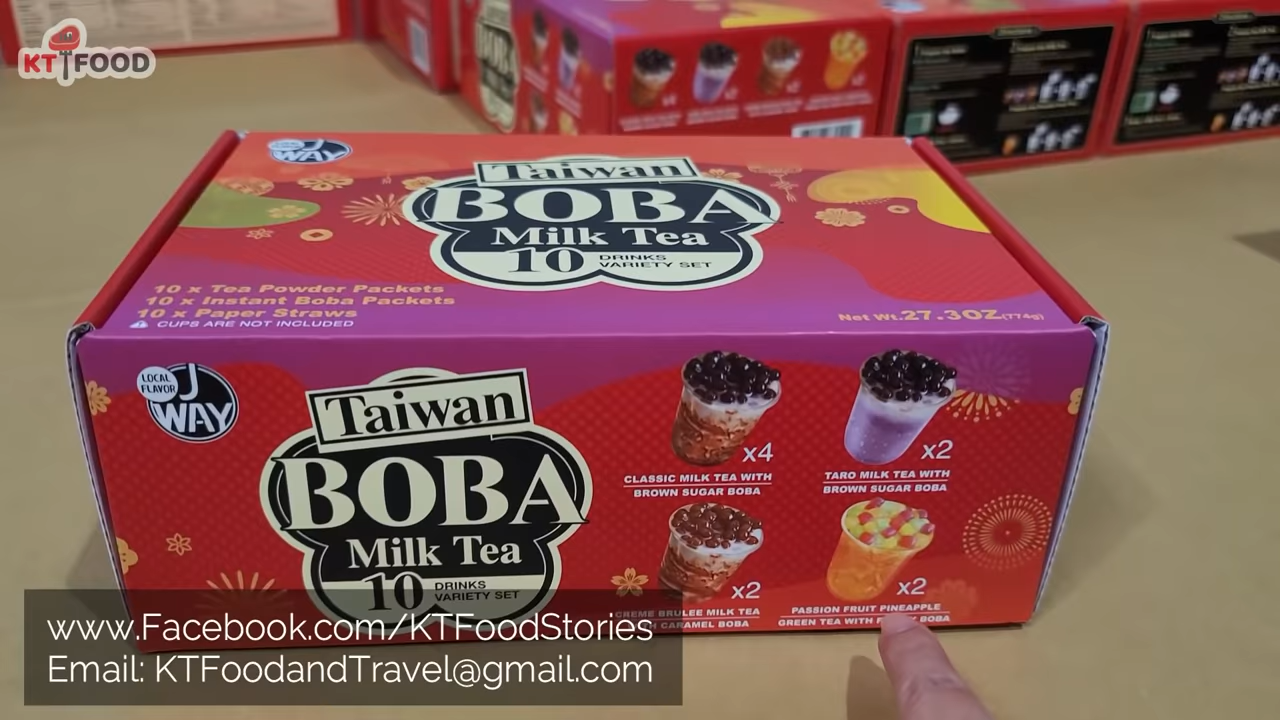 KT FOOD
J
WAY
Taiwan
BOBA
Milk Tea
10 DRINKS
VARIETY SET
10 x Tea Powder Packets
10 x Instant Boba Packets
10 x Paper Straws
CUPS ARE NOT INCLUDED
Net Wt.27.3OZ(774g)
LOCAL
FLAVOR
J
WAY
Taiwan
BOBA
Milk Tea
10 DRINKS
VARIETY SET
x4
CLASSIC MILK TEA WITH
BROWN SUGAR BOBA
x2
TARO MILK TEA WITH
BROWN SUGAR BOBA
x2
CREME BRULEE MILK TEA
CARAMEL BOBA
x2
PASSION FRUIT PINEAPPLE
GREEN TEA WITH BOBA
www.Facebook.com/KTFoodStories
Email: KTFoodandTravel@gmail.com